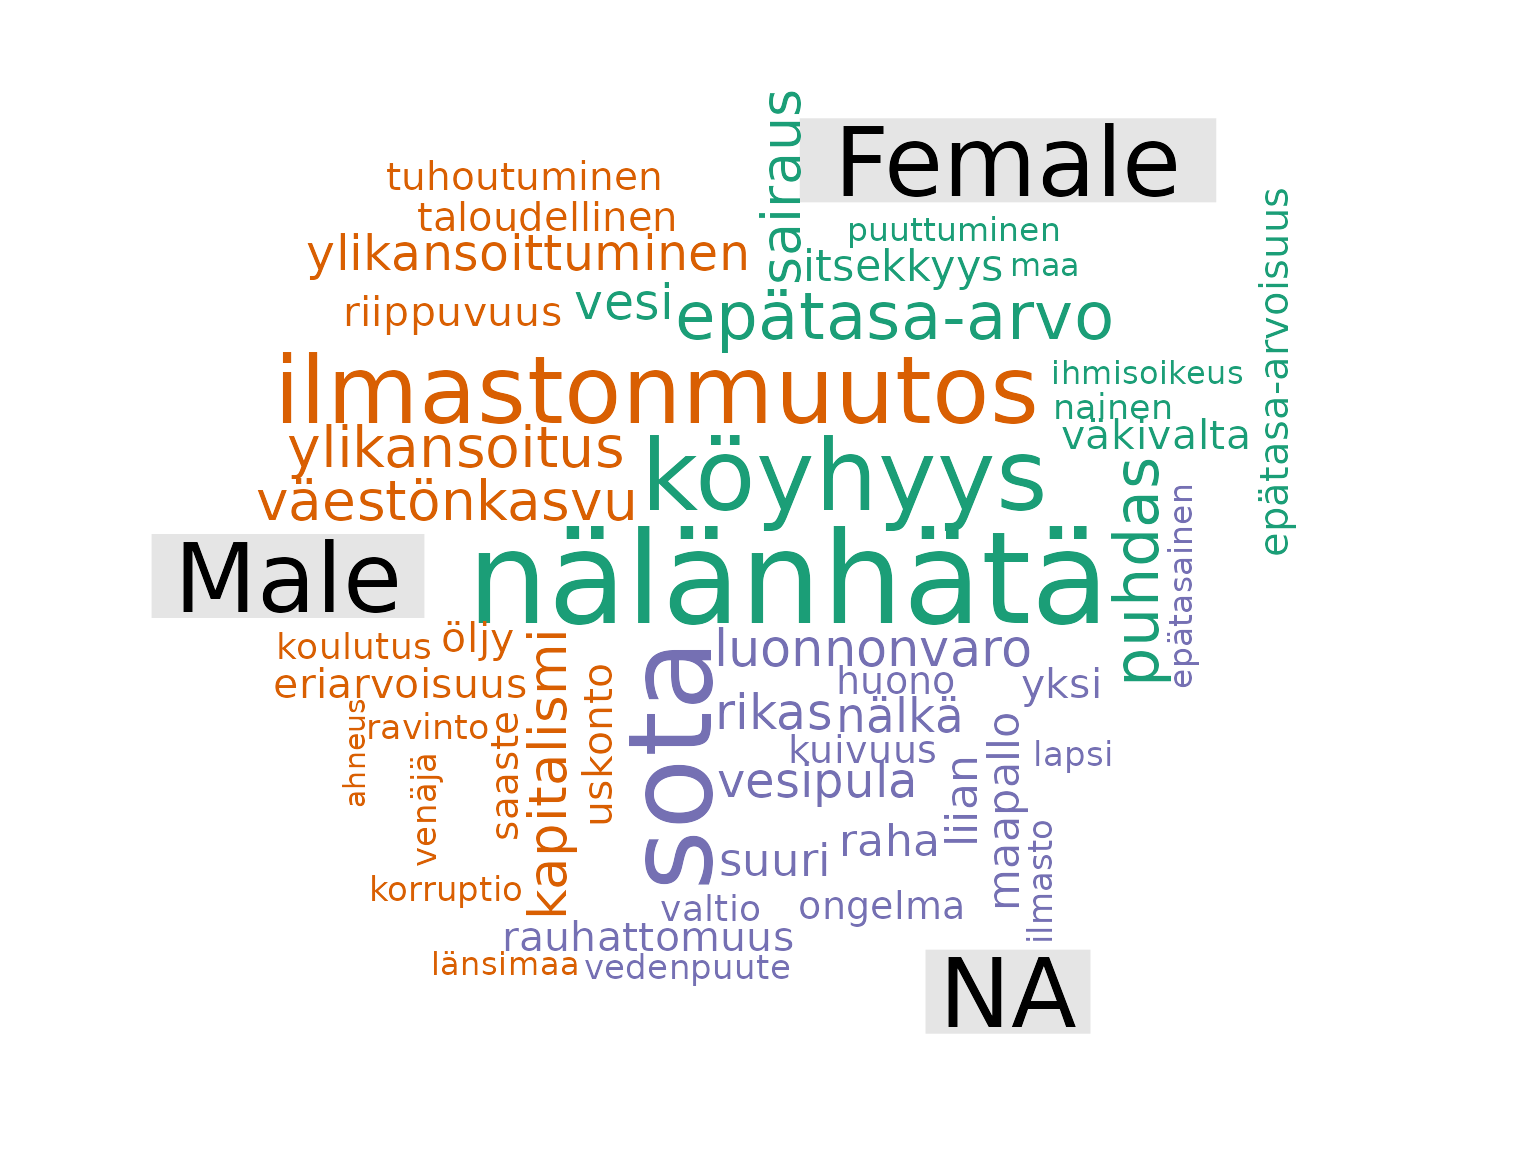 sairaus
Female
tuhoutuminen
taloudellinen
puuttuminen
ylikansoittuminen
itsekkyys
maa
epätasa-arvoisuus
riippuvuus
vesi
epätasa-arvo
ilmastonmuutos
ihmisoikeus
nainen
väkivalta
ylikansoitus
köyhyys
väestönkasvu
puhdas
epätasainen
Male
nälänhätä
koulutus
öljy
kapitalismi
sota
luonnonvaro
eriarvoisuus
uskonto
huono
yksi
ahneus
ravinto
saaste
rikas
nälkä
maapallo
venäjä
kuivuus
lapsi
vesipula
liian
suuri
raha
ilmasto
korruptio
valtio
ongelma
rauhattomuus
länsimaa
vedenpuute
NA